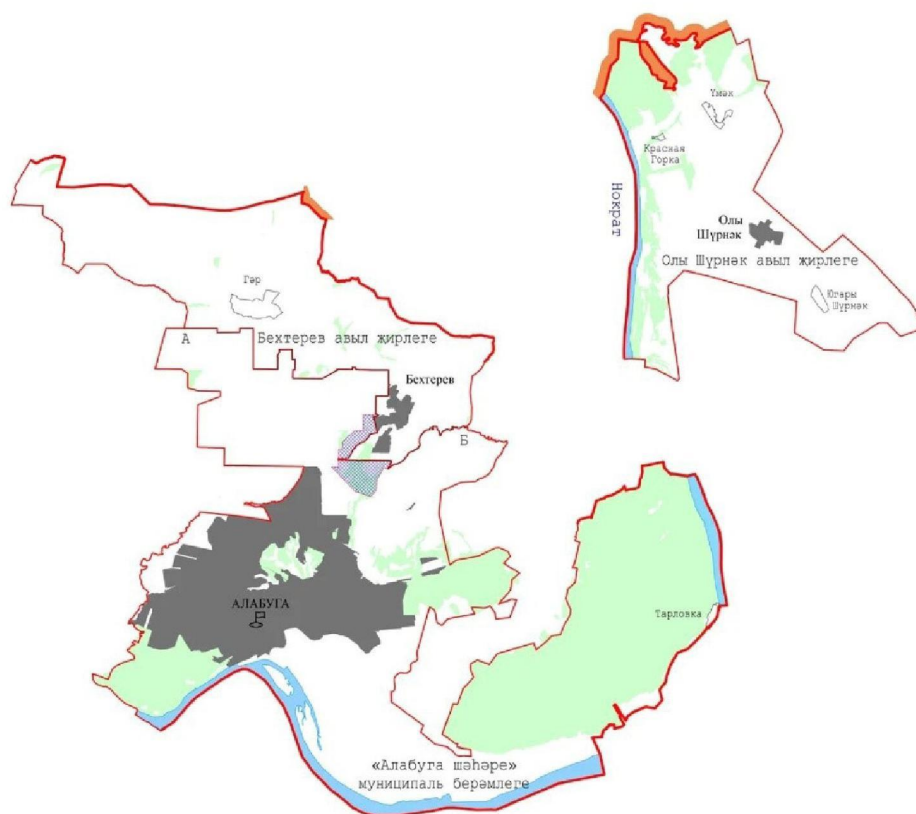 Үмәк
Красная
Горка
Нократ
Олы
Шүрнәк
Олы Шүрнәк авыл җирлеге
Югары
Шүрнәк
Гәр
А
Бехтерев авыл җирлеге
Бехтерев
Б
АЛАБУГА
Тарловка
«Алабуга шәһәре»
муниципаль берәмлеге